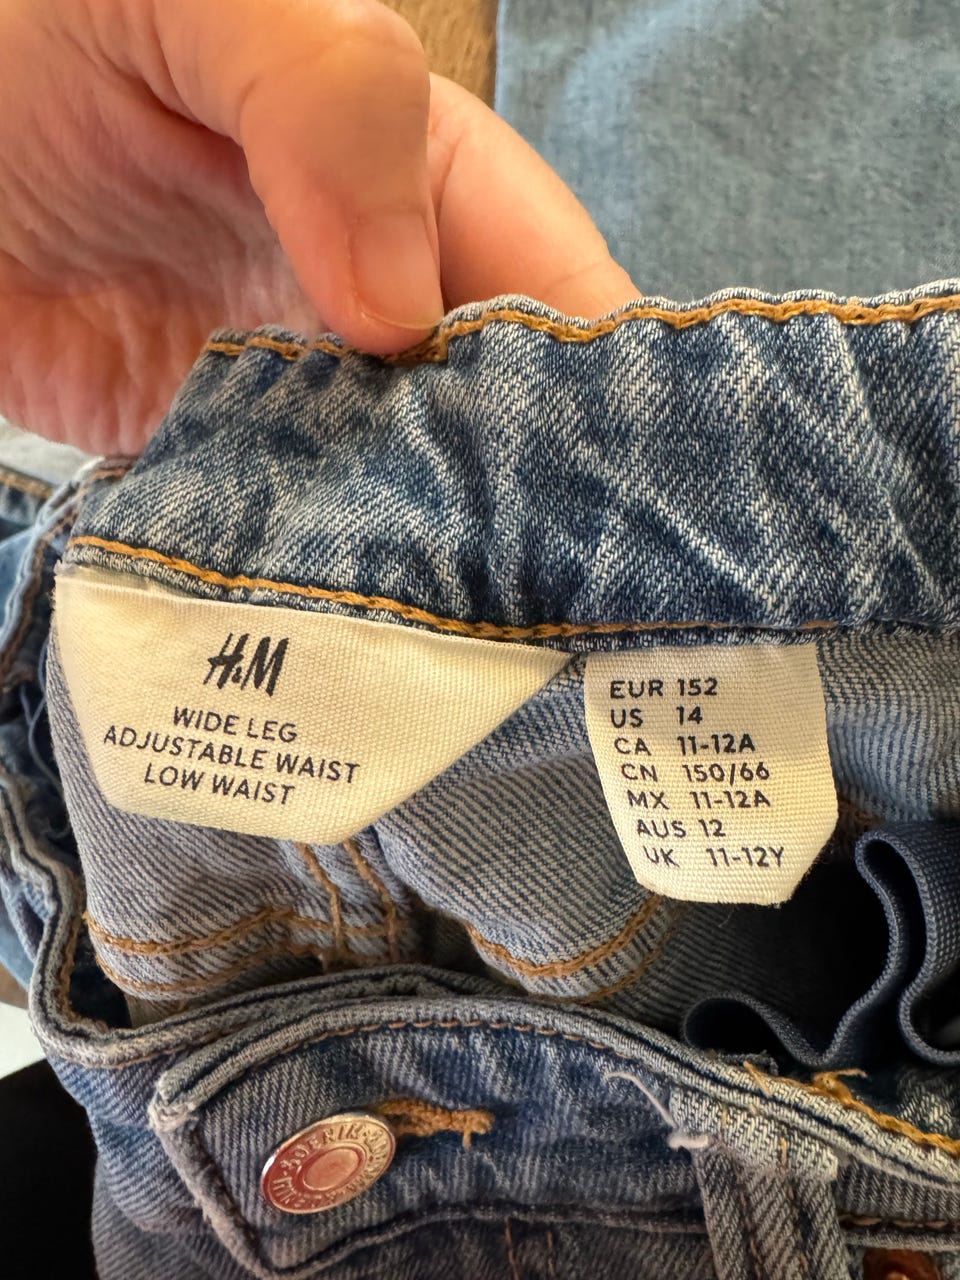 H&M
WIDE LEG
ADJUSTABLE WAIST
LOW WAIST
EUR 152
US 14
CA 11-12A
CN 150/66
MX 11-12A
AUS 12
UK 11-12Y